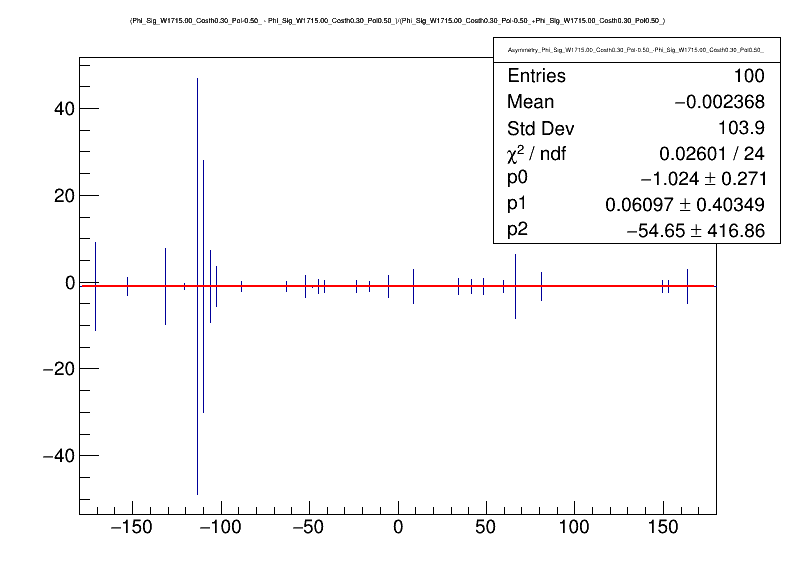 (Phi_Sig_W1715.00_Costh0.30_Pol-0.50_ - Phi_Sig_W1715.00_Costh0.30_Pol0.50_)/(Phi_Sig_W1715.00_Costh0.30_Pol-0.50_+Phi_Sig_W1715.00_Costh0.30_Pol0.50_)
Asymmetry_Phi_Sig_W1715.00_Costh0.30_Pol-0.50_-Phi_Sig_W1715.00_Costh0.30_Pol0.50_
Entries 100
Mean −0.002368
Std Dev 103.9
χ² / ndf 0.02601 / 24
p0 −1.024 ± 0.271
p1 0.06097 ± 0.40349
p2 −54.65 ± 416.86
40
20
0
−20
−40
−150 −100 −50 0 50 100 150